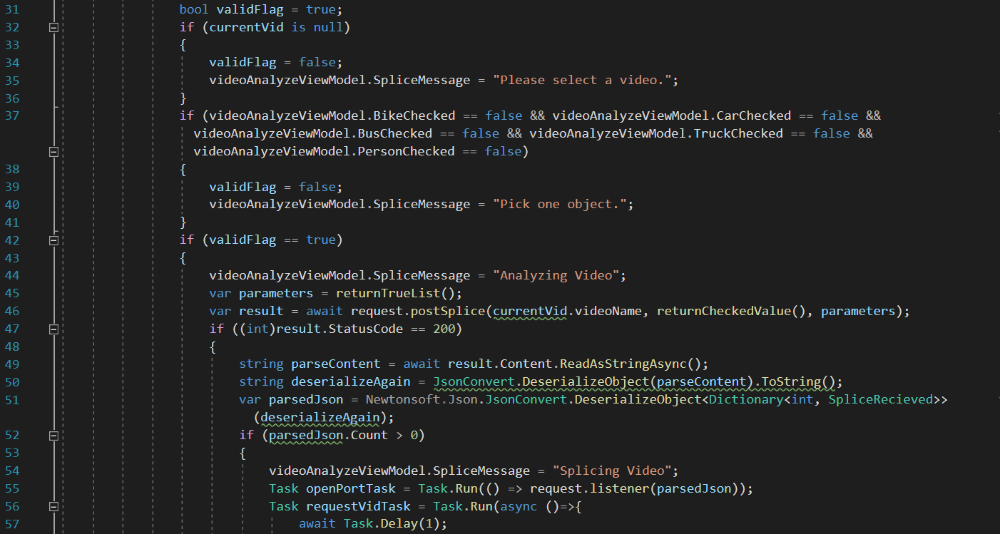 31 bool validFlag = true;
32 if (currentVid is null)
33 {
34 validFlag = false;
35 videoAnalyzeViewModel.SpliceMessage = "Please select a video.";
36 }
37 if (videoAnalyzeViewModel.BikeChecked == false && videoAnalyzeViewModel.CarChecked == false &&
videoAnalyzeViewModel.BusChecked == false && videoAnalyzeViewModel.TruckChecked == false &&
videoAnalyzeViewModel.PersonChecked == false)
38 {
39 validFlag = false;
40 videoAnalyzeViewModel.SpliceMessage = "Pick one object.";
41 }
42 if (validFlag == true)
43 {
44 videoAnalyzeViewModel.SpliceMessage = "Analyzing Video";
45 var parameters = returnTrueList();
46 var result = await request.postSplice(currentVid.videoName, returnCheckedValue(), parameters);
47 if ((int)result.StatusCode == 200)
48 {
49 string parseContent = await result.Content.ReadAsStringAsync();
50 string deserializeAgain = JsonConvert.DeserializeObject(parseContent).ToString();
51 var parsedJson = Newtonsoft.Json.JsonConvert.DeserializeObject<Dictionary<int, SpliceRecieved>>
(deserializeAgain);
52 if (parsedJson.Count > 0)
53 {
54 videoAnalyzeViewModel.SpliceMessage = "Splicing Video";
55 Task openPortTask = Task.Run(() => request.listener(parsedJson));
56 Task requestVidTask = Task.Run(async ()=>{
57 await Task.Delay(1);